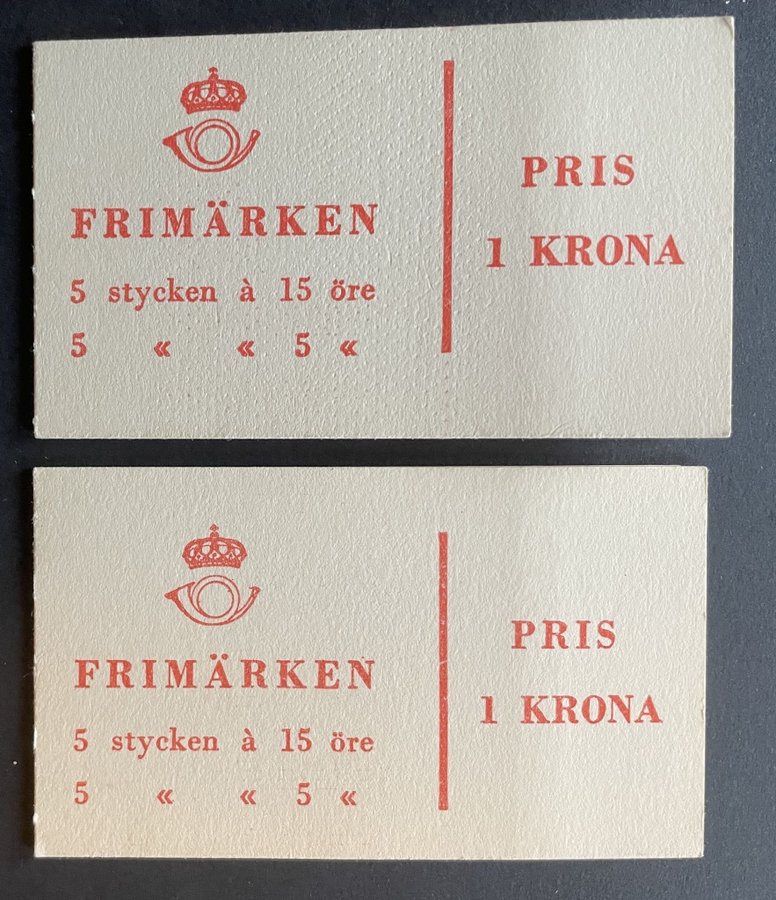 FRIMÄRKEN
5 stycken à 15 öre
5 « « 5 «
PRIS
1 KRONA
FRIMÄRKEN
5 stycken à 15 öre
5 « « 5 «
PRIS
1 KRONA